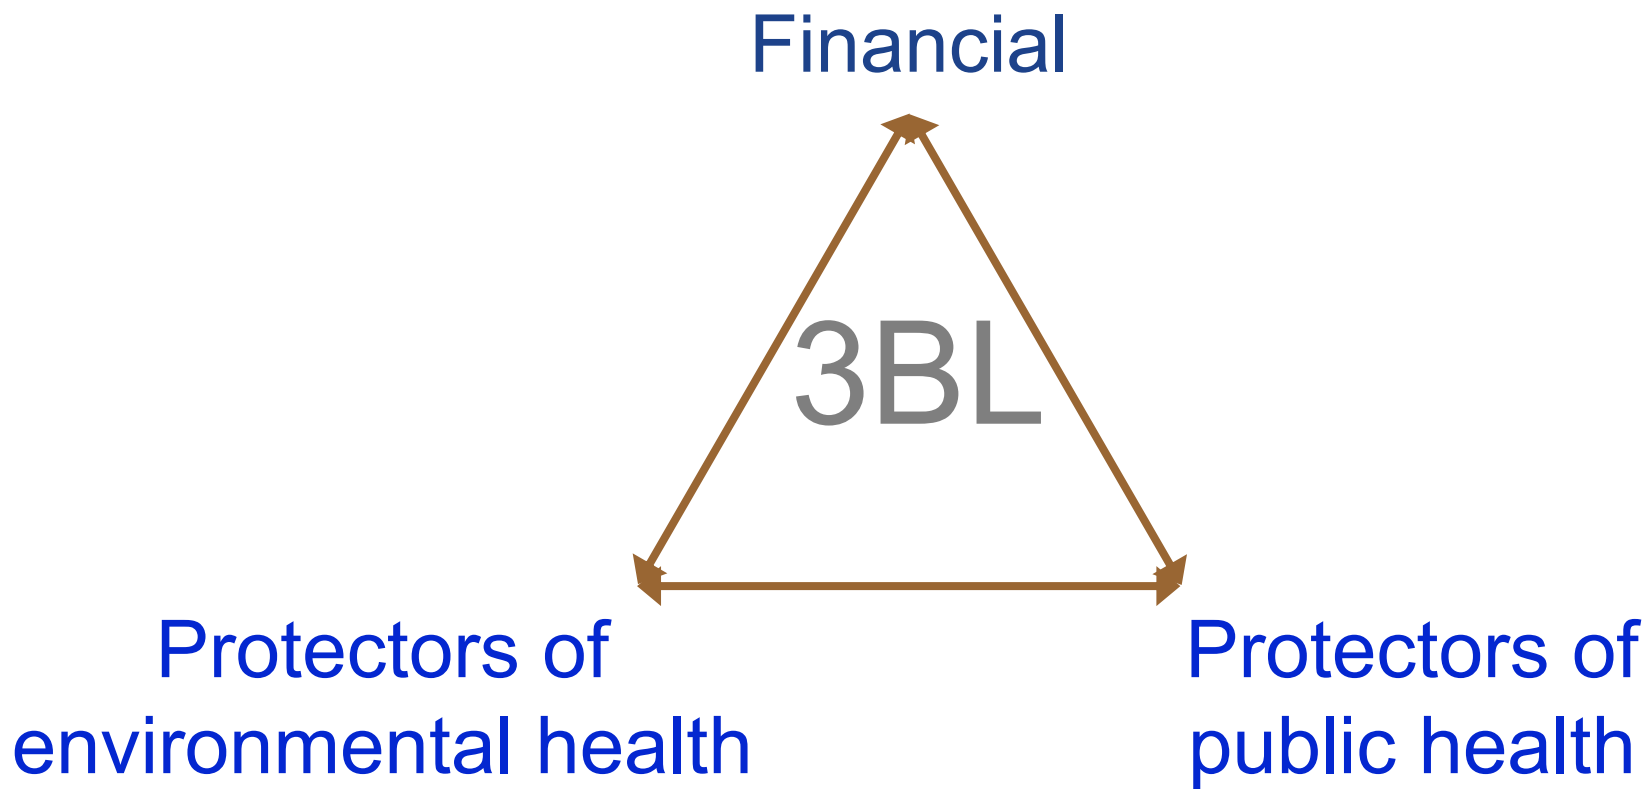 Financial
3BL
Protectors of
environmental health
Protectors of
public health